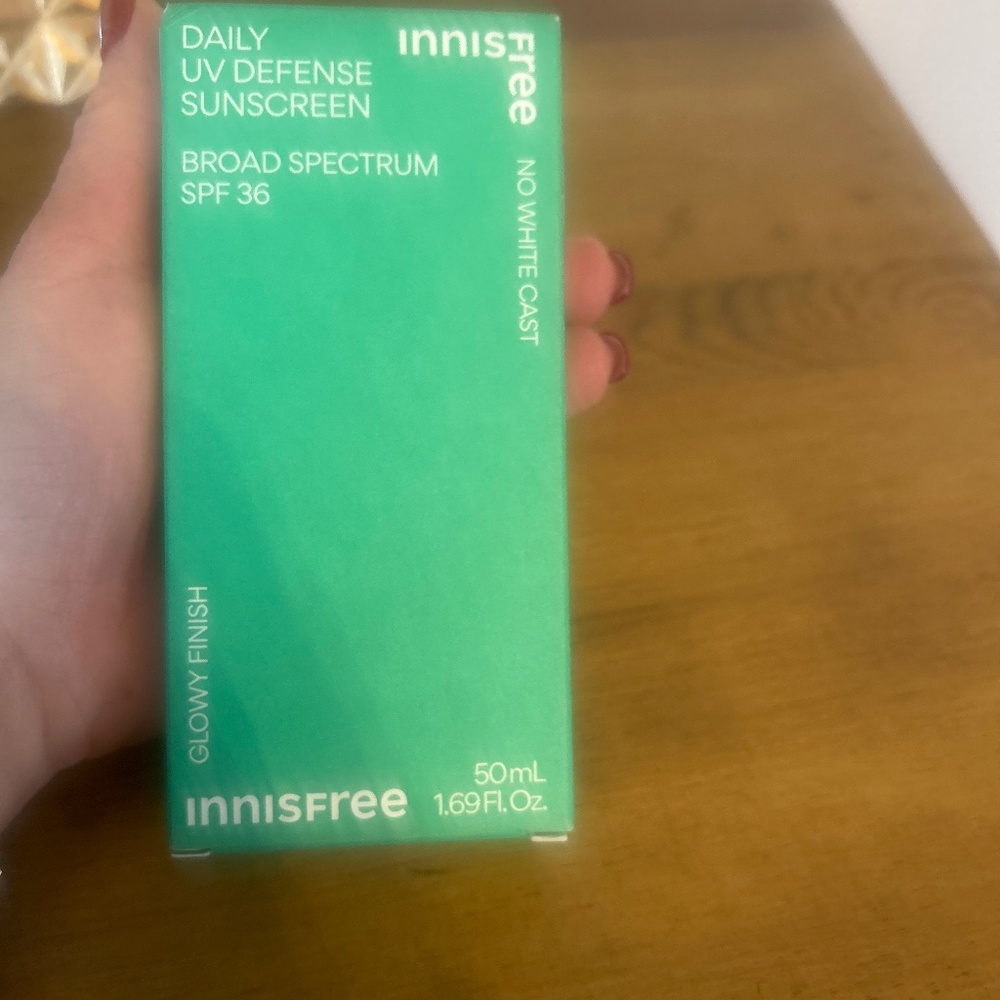 DAILY
UV DEFENSE
SUNSCREEN
BROAD SPECTRUM
SPF 36
innisfree
NO WHITE CAST
GLOWY FINISH
innisfree
50mL
1.69 Fl. Oz.